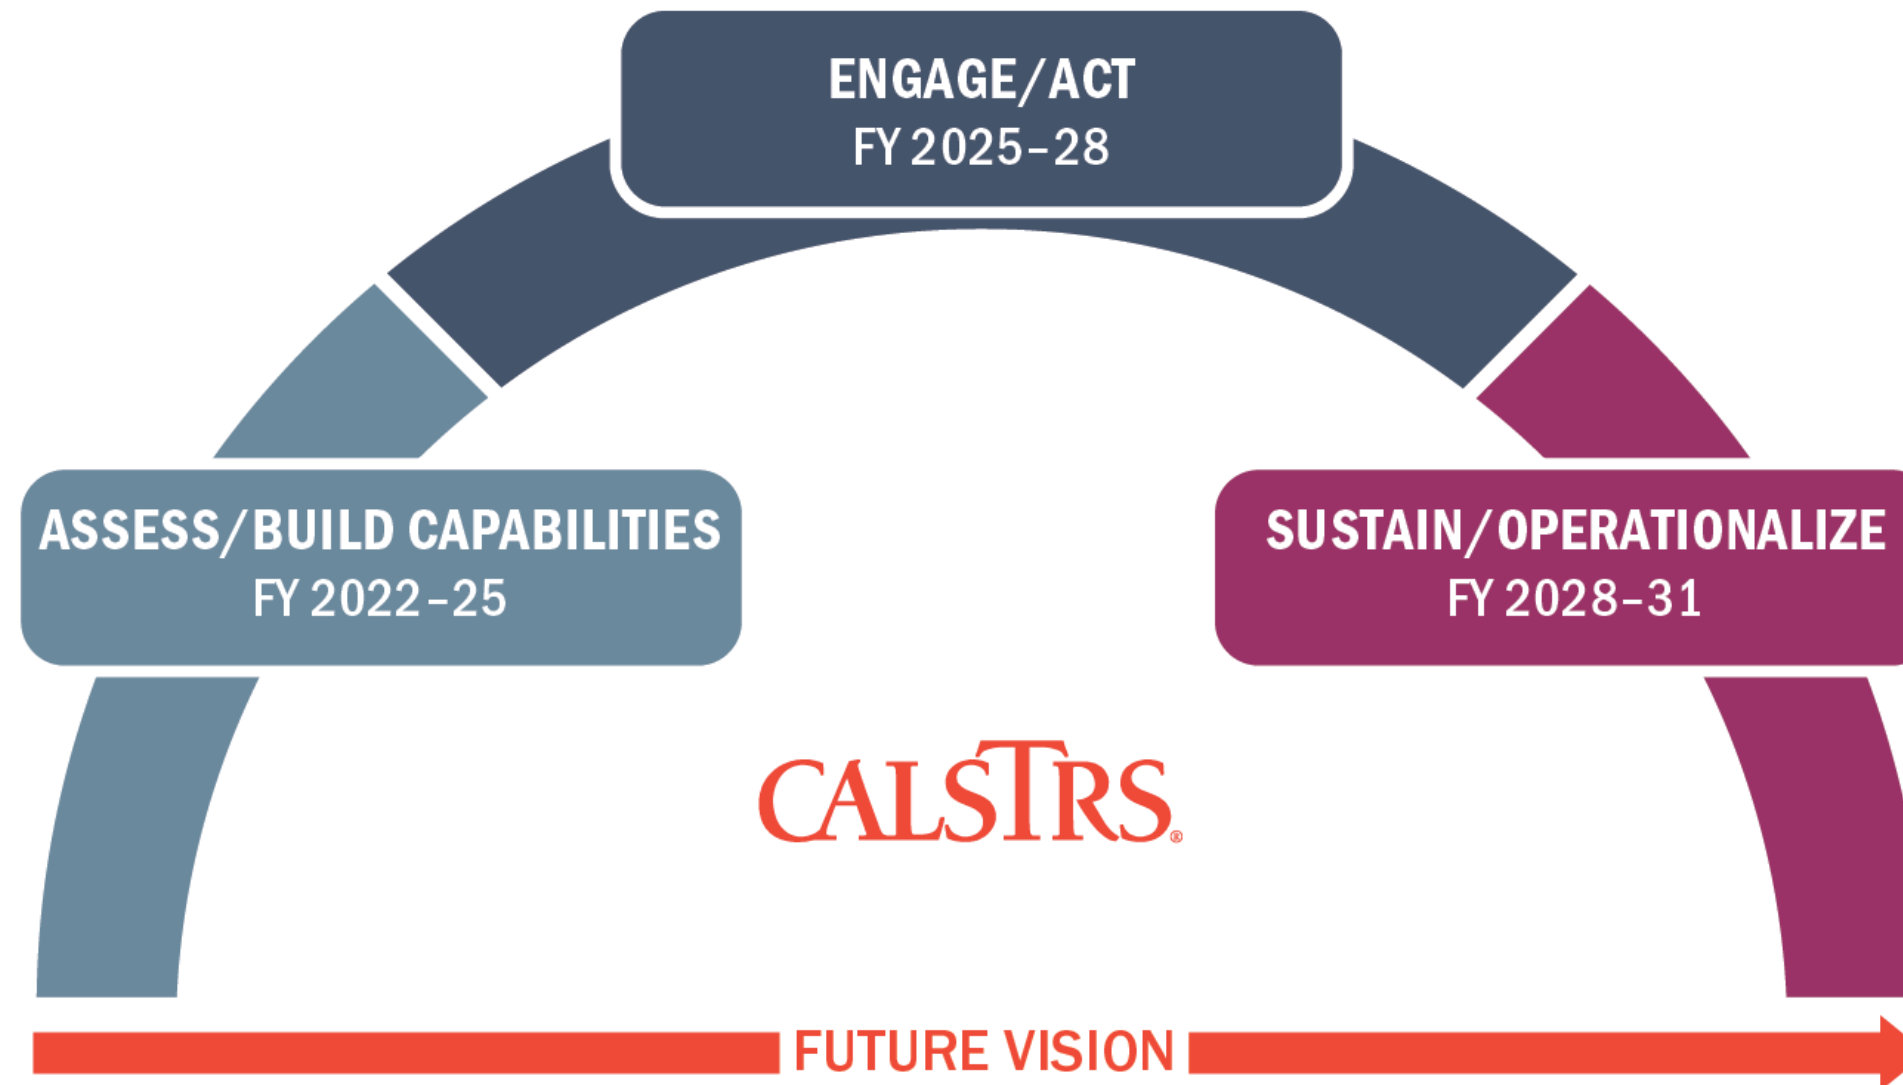 ENGAGE/ACT
FY 2025–28
ASSESS/BUILD CAPABILITIES
FY 2022–25
SUSTAIN/OPERATIONALIZE
FY 2028–31
CALSTRS®
FUTURE VISION